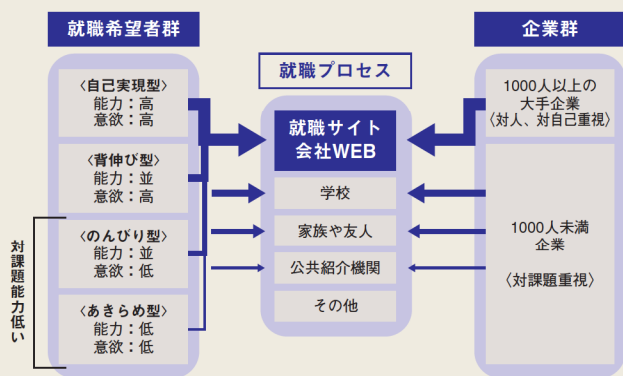 就職希望者群
〈自己実現型〉
能力：高
意欲：高
〈背伸び型〉
能力：並
意欲：高
〈のんびり型〉
能力：並
意欲：低
〈あきらめ型〉
能力：低
意欲：低
対課題能力低い
就職プロセス
就職サイト
会社WEB
学校
家族や友人
公共紹介機関
その他
企業群
1000人以上の
大手企業
〈対人、対自己重視〉
1000人未満
企業
〈対課題重視〉